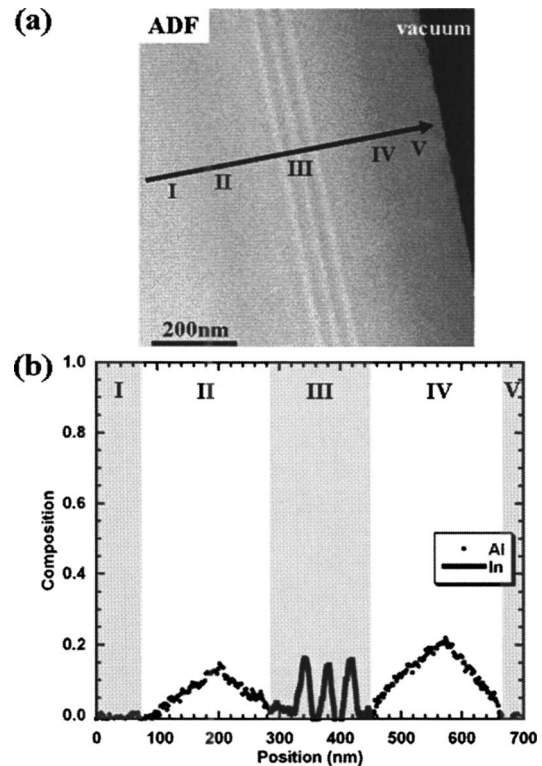 (a)
ADF
vacuum
I
II
III
IV
V
200nm
(b)
I
II
III
IV
V
1.0
0.8
0.6
0.4
0.2
0.0
Composition
Al
In
0
100
200
300
400
500
600
700
Position (nm)